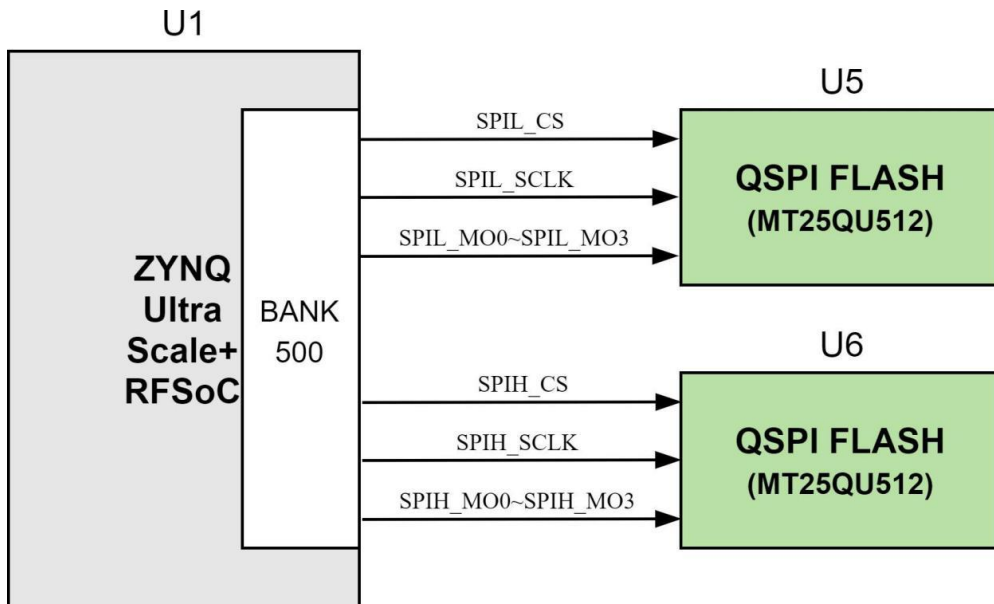 U1
ZYNQ
Ultra
Scale+
RFSoC
BANK
500
SPIL_CS
SPIL_SCLK
SPIL_MO0~SPIL_MO3
SPIH_CS
SPIH_SCLK
SPIH_MO0~SPIH_MO3
U5
QSPI FLASH
(MT25QU512)
U6
QSPI FLASH
(MT25QU512)